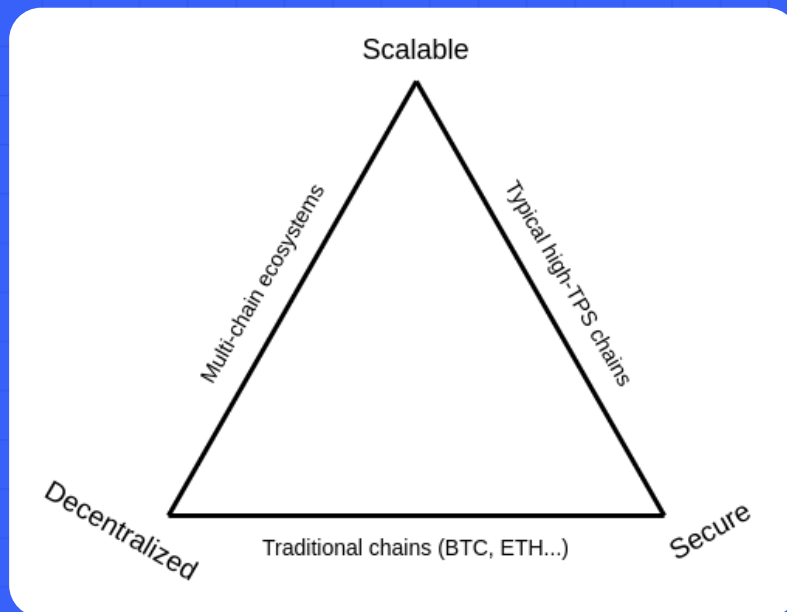 Scalable
Multi-chain ecosystems
Typical high-TPS chains
Decentralized
Traditional chains (BTC, ETH...)
Secure